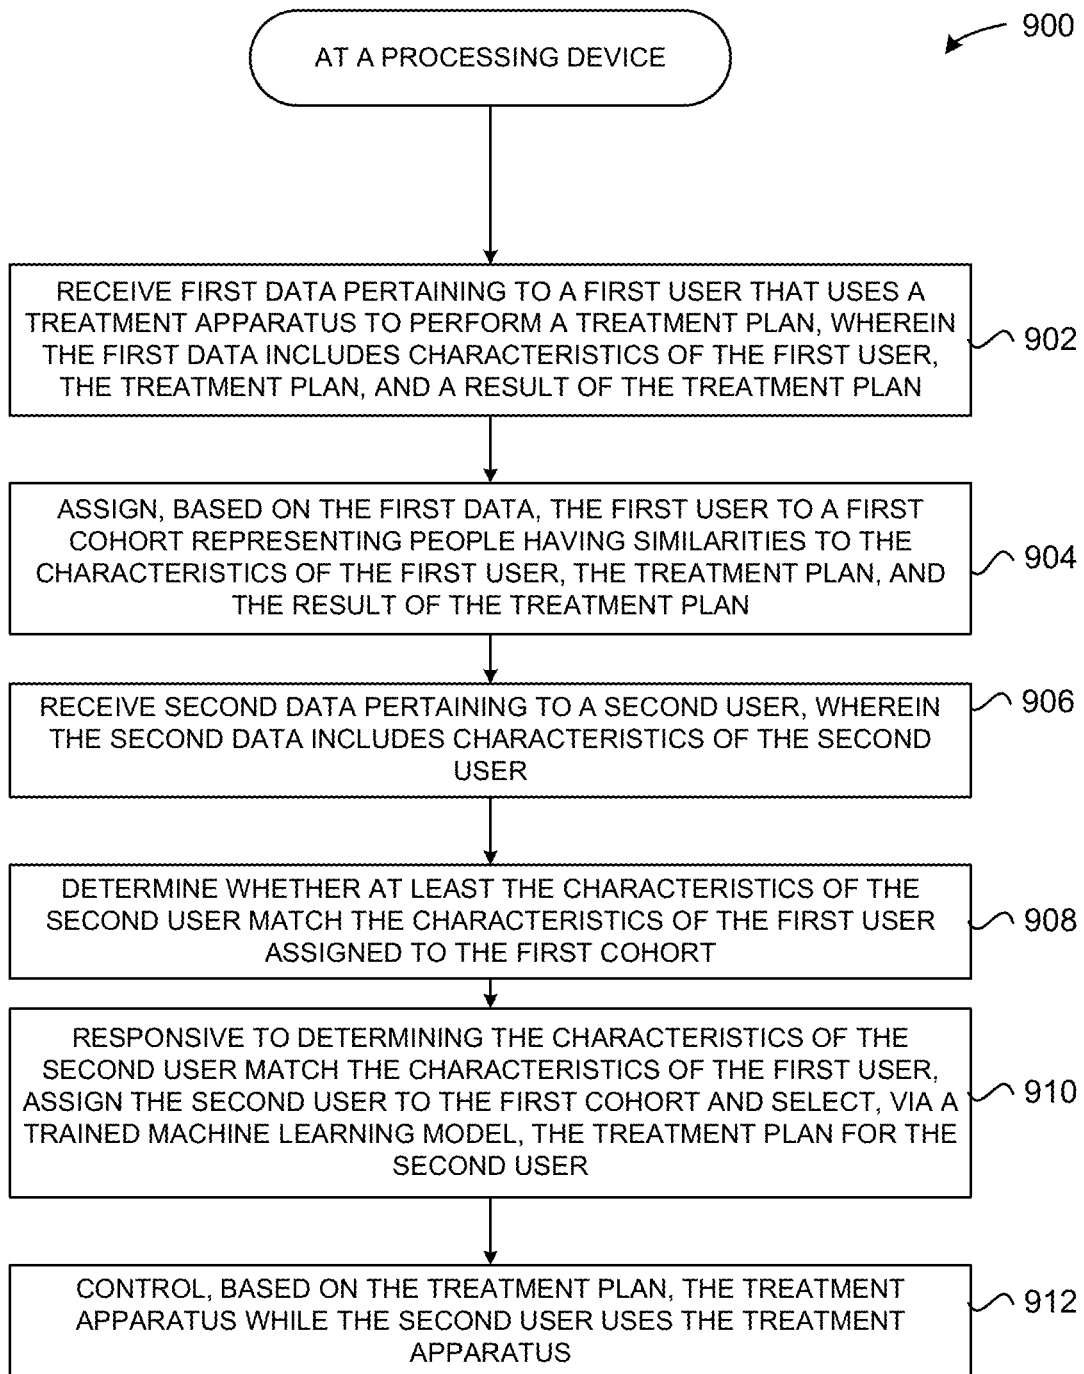 900
AT A PROCESSING DEVICE
RECEIVE FIRST DATA PERTAINING TO A FIRST USER THAT USES A
TREATMENT APPARATUS TO PERFORM A TREATMENT PLAN, WHEREIN
THE FIRST DATA INCLUDES CHARACTERISTICS OF THE FIRST USER,
THE TREATMENT PLAN, AND A RESULT OF THE TREATMENT PLAN
902
ASSIGN, BASED ON THE FIRST DATA, THE FIRST USER TO A FIRST
COHORT REPRESENTING PEOPLE HAVING SIMILARITIES TO THE
CHARACTERISTICS OF THE FIRST USER, THE TREATMENT PLAN, AND
THE RESULT OF THE TREATMENT PLAN
904
RECEIVE SECOND DATA PERTAINING TO A SECOND USER, WHEREIN
THE SECOND DATA INCLUDES CHARACTERISTICS OF THE SECOND
USER
906
DETERMINE WHETHER AT LEAST THE CHARACTERISTICS OF THE
SECOND USER MATCH THE CHARACTERISTICS OF THE FIRST USER
ASSIGNED TO THE FIRST COHORT
908
RESPONSIVE TO DETERMINING THE CHARACTERISTICS OF THE
SECOND USER MATCH THE CHARACTERISTICS OF THE FIRST USER,
ASSIGN THE SECOND USER TO THE FIRST COHORT AND SELECT, VIA A
TRAINED MACHINE LEARNING MODEL, THE TREATMENT PLAN FOR THE
SECOND USER
910
CONTROL, BASED ON THE TREATMENT PLAN, THE TREATMENT
APPARATUS WHILE THE SECOND USER USES THE TREATMENT
APPARATUS
912